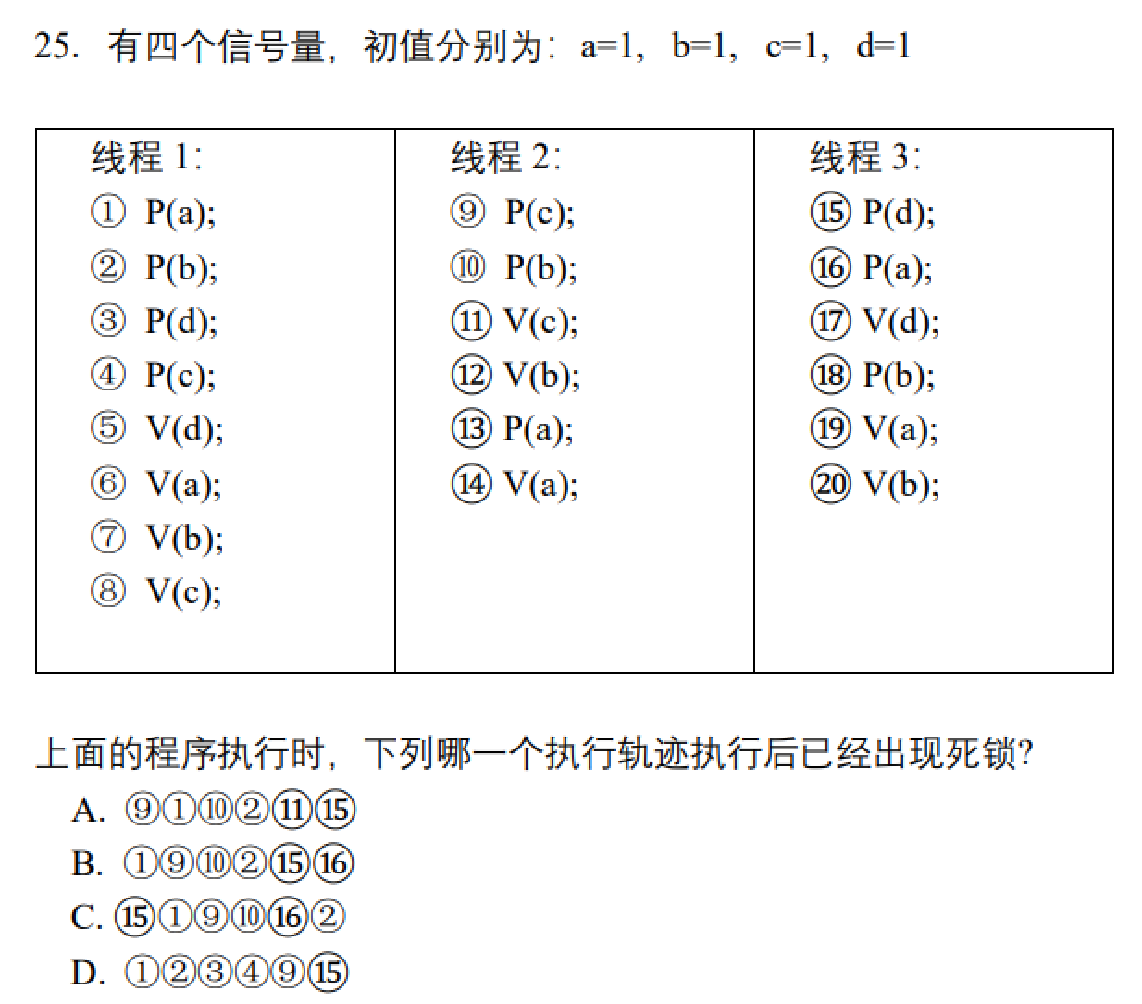 25. 有四个信号量，初值分别为：a=1, b=1, c=1, d=1
线程 1：
① P(a);
② P(b);
③ P(d);
④ P(c);
⑤ V(d);
⑥ V(a);
⑦ V(b);
⑧ V(c);
线程 2：
⑨ P(c);
⑩ P(b);
⑪ V(c);
⑫ V(b);
⑬ P(a);
⑭ V(a);
线程 3：
⑮ P(d);
⑯ P(a);
⑰ V(d);
⑱ P(b);
⑲ V(a);
⑳ V(b);
上面的程序执行时，下列哪一个执行轨迹执行后已经出现死锁?
A. ⑨①⑩②⑪⑮
B. ①⑨⑩②⑮⑯
C. ⑮①⑨⑩⑯②
D. ①②③④⑨⑮